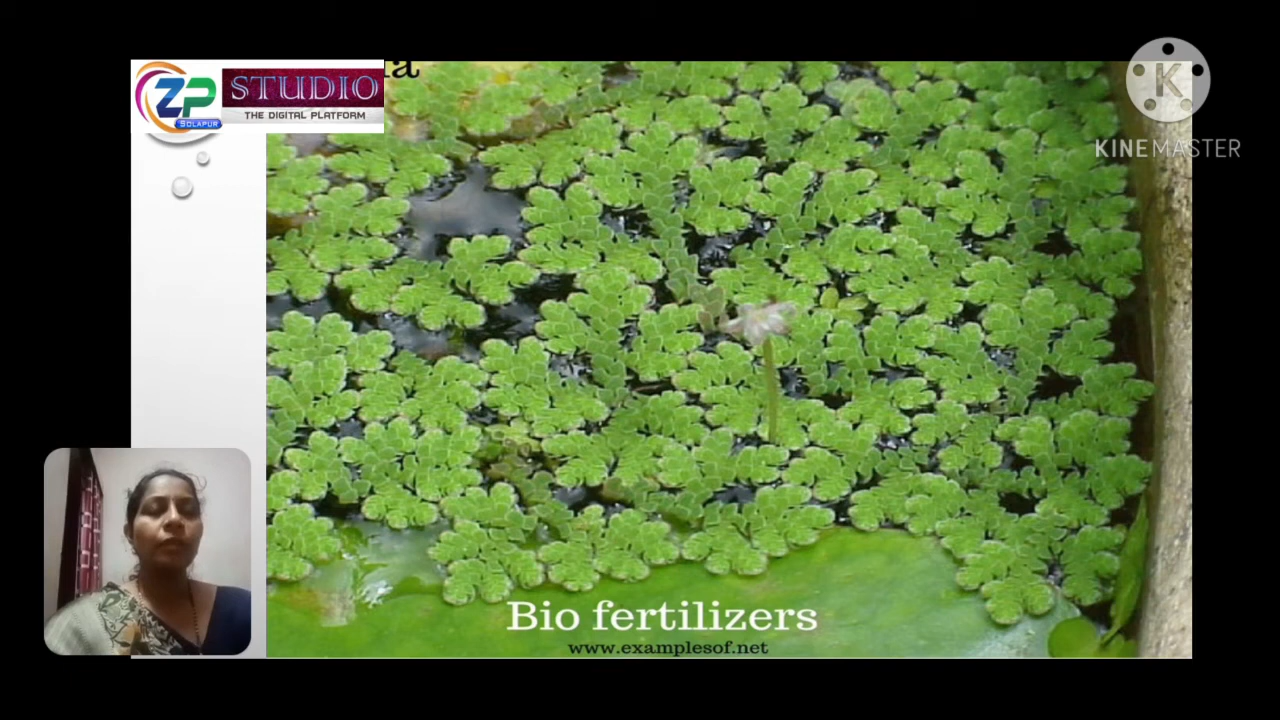 ZP
SOLAPUR
STUDIO
THE DIGITAL PLATFORM
K
KINEMASTER
Bio fertilizers
www.examplesof.net